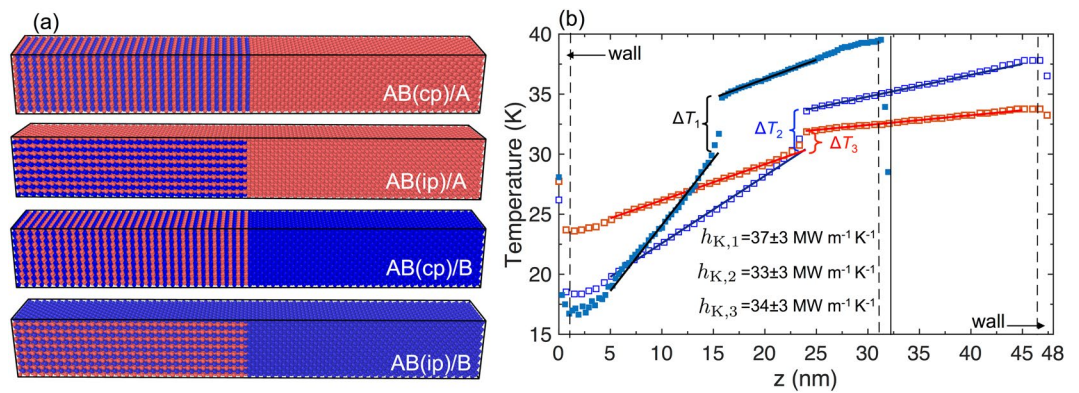 (a)
AB(cp)/A
AB(ip)/A
AB(cp)/B
AB(ip)/B
(b)
Temperature (K)
40
35
30
25
20
15
wall
ΔT1
ΔT2
ΔT3
hK,1 =37±3 MW m-1 K-1
hK,2 =33±3 MW m-1 K-1
hK,3 =34±3 MW m-1 K-1
wall
0 5 10 15 20 25 30 35 40 45 48
z (nm)